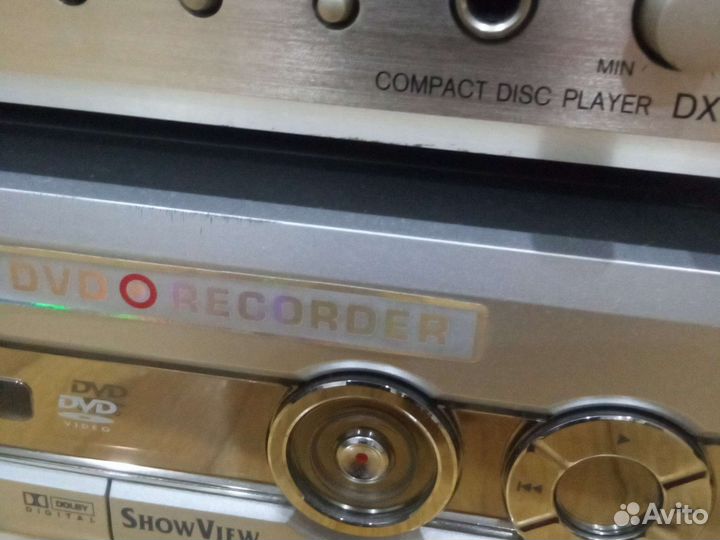 MIN
COMPACT DISC PLAYER DX
DVD RECORDER
DVD
DVD
VIDEO
DOLBY
DIGITAL
SHOWVIEW
Avito